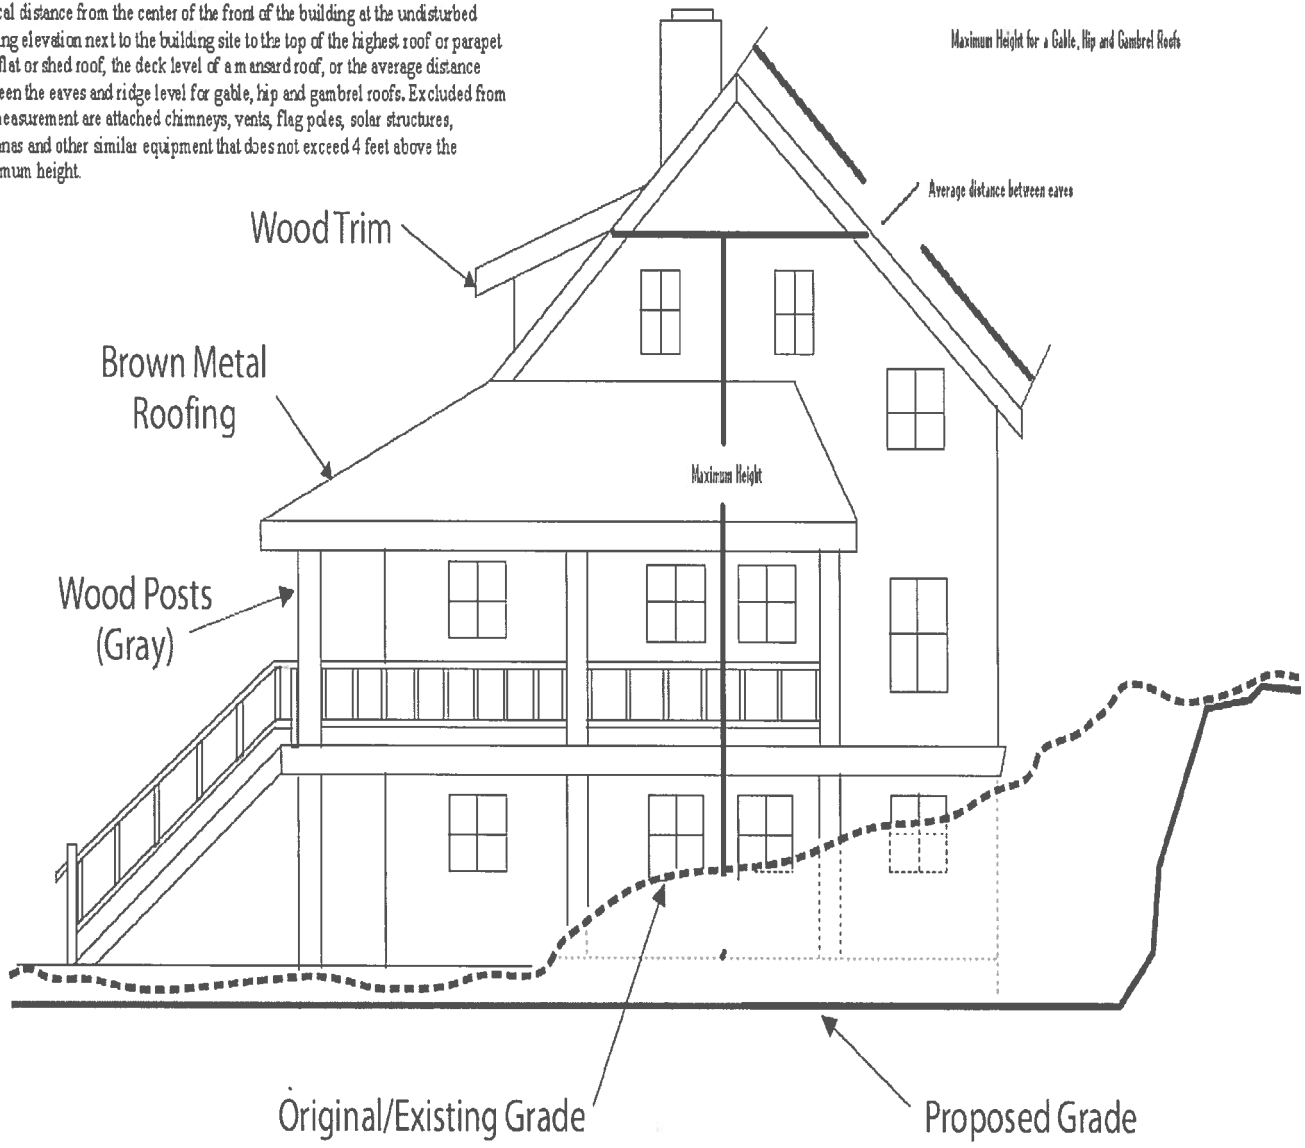 al distance from the center of the front of the building at the undisturbed
ng elevation next to the building site to the top of the highest roof or parapet
flat or shed roof, the deck level of a mansard roof, or the average distance
een the eaves and ridge level for gable, hip and gambrel roofs. Excluded from
easurement are attached chimneys, vents, flag poles, solar structures,
nas and other similar equipment that does not exceed 4 feet above the
mum height.
Maximum Height for a Gable, Hip and Gambrel Roofs
Average distance between eaves
Wood Trim
Brown Metal
Roofing
Maximum Height
Wood Posts
(Gray)
Original/Existing Grade
Proposed Grade